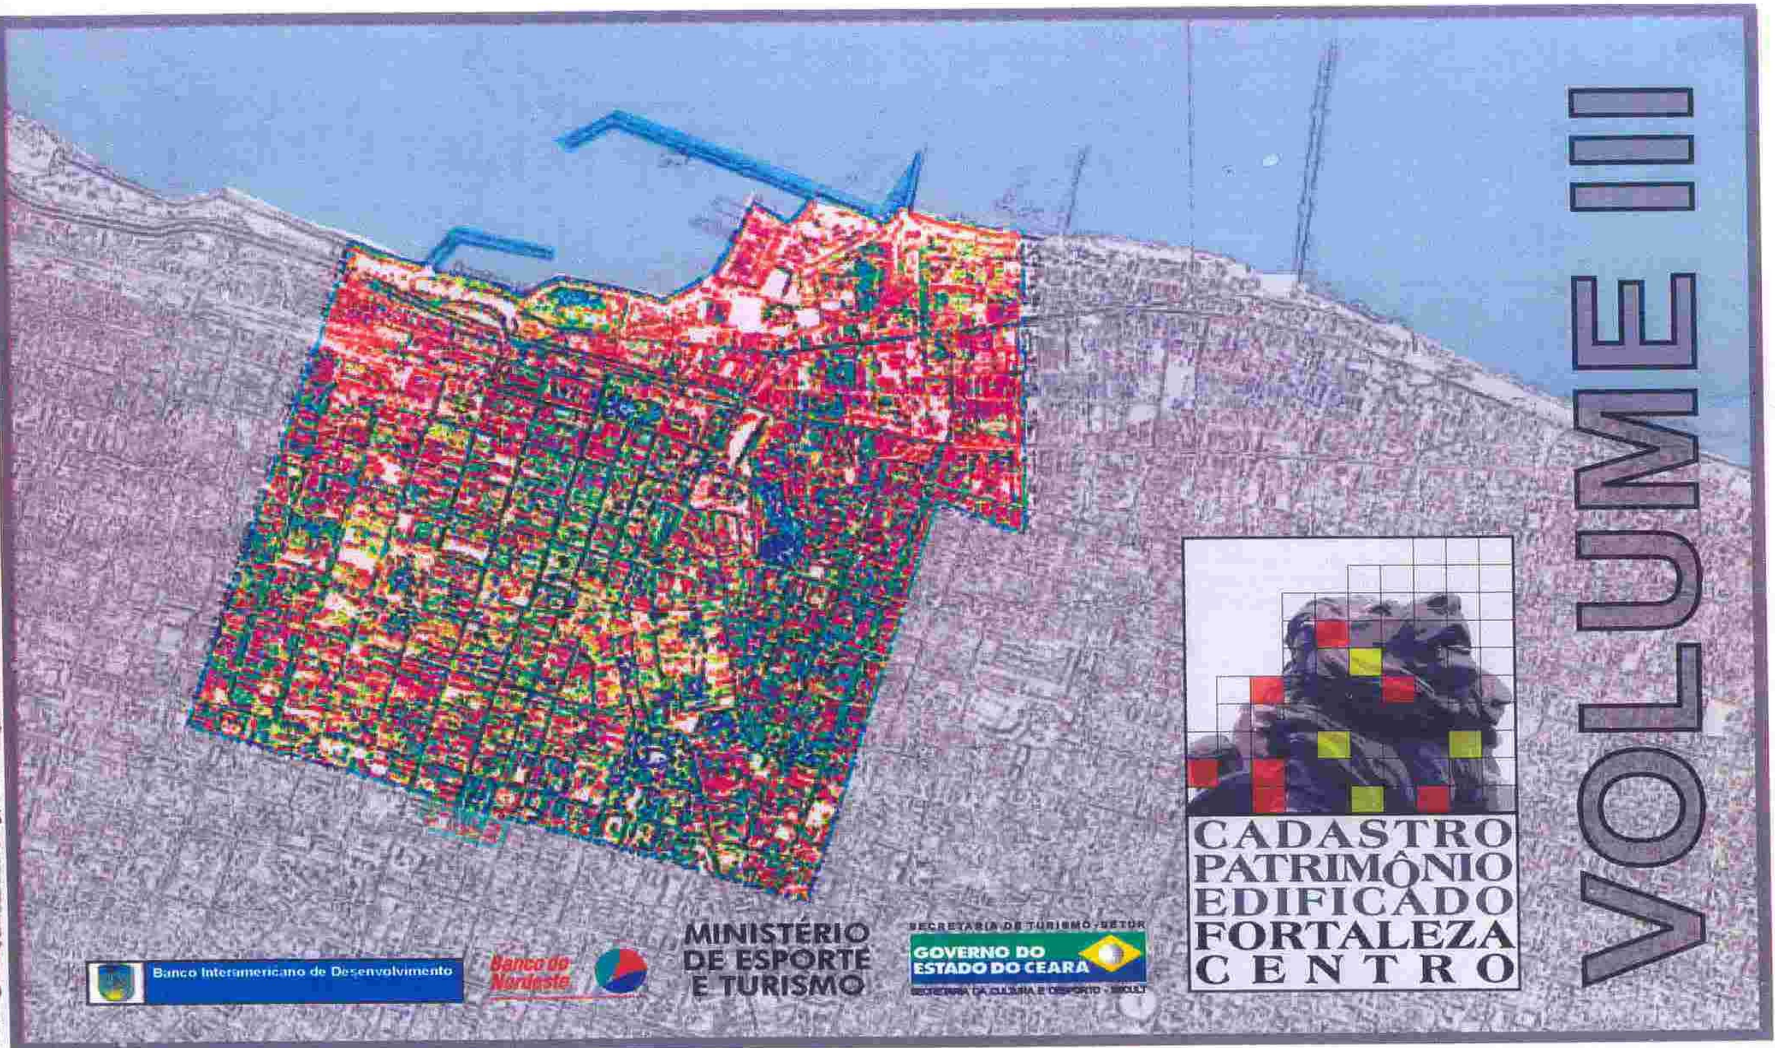 VOLUME III
CADASTRO
PATRIMÔNIO
EDIFICADO
FORTALEZA
CENTRO
Banco Interamericano de Desenvolvimento
Banco do
Nordeste
MINISTÉRIO
DE ESPORTE
E TURISMO
SECRETARIA DE TURISMO - SETUR
GOVERNO DO
ESTADO DO CEARÁ
SECRETARIA DA CULTURA E DESPORTO - SECULT